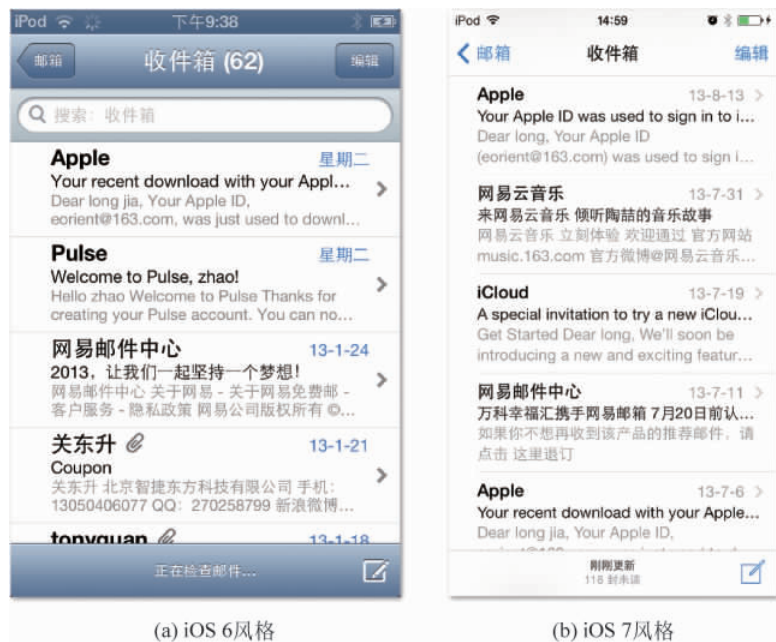 iPod 下午9:38
邮箱 收件箱 (62) 编辑
搜索：收件箱
Apple 星期二
Your recent download with your Appl...
Dear long jia, Your Apple ID,
eorient@163.com, was just used to downl...
Pulse 星期二
Welcome to Pulse, zhao!
Hello zhao Welcome to Pulse Thanks for
creating your Pulse account. You can no...
网易邮件中心 13-1-24
2013，让我们一起坚持一个梦想！
网易邮件中心 关于网易 - 关于网易免费邮 -
客户服务 - 隐私政策 网易公司版权所有 ©...
关东升 13-1-21
Coupon
关东升 北京智捷东方科技有限公司 手机：
13050406077 QQ：270258799 新浪微博...
tonyguan 13-1-18
正在检查邮件...
(a) iOS 6风格
iPod 14:59
邮箱 收件箱 编辑
Apple 13-8-13
Your Apple ID was used to sign in to i...
Dear long, Your Apple ID
(eorient@163.com) was used to sign i...
网易云音乐 13-7-31
来网易云音乐 倾听陶喆的音乐故事
网易云音乐 立刻体验 欢迎通过 官方网站
music.163.com 官方微博@网易云音乐...
iCloud 13-7-19
A special invitation to try a new iClou...
Get Started Dear long, We'll soon be
introducing a new and exciting featur...
网易邮件中心 13-7-11
万科幸福汇携手网易邮箱 7月20日前认...
如果你不想再收到该产品的推荐邮件，请
点击 这里退订
Apple 13-7-6
Your recent download with your Apple...
Dear long jia, Your Apple ID,
刚刚更新
118 封未读
(b) iOS 7风格